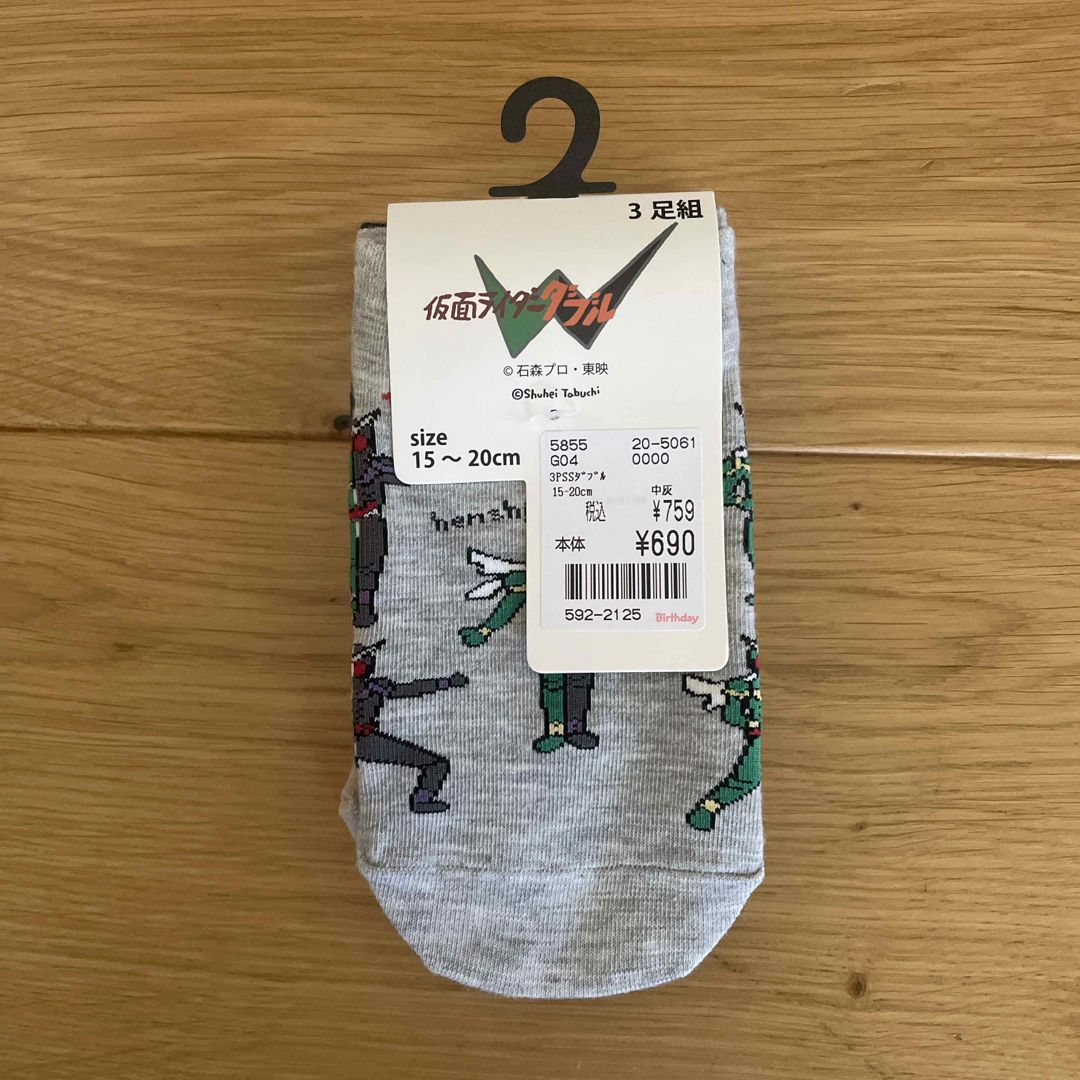 3 足組
仮面ライダーダブル
© 石森プロ・東映
©Shuhei Tabuchi
size
15 ～ 20cm
5855 20-5061
G04 0000
3PSSﾀﾞﾌﾞﾙ
15-20cm 中灰
税込 ¥759
本体 ¥690
592-2125 Birthday